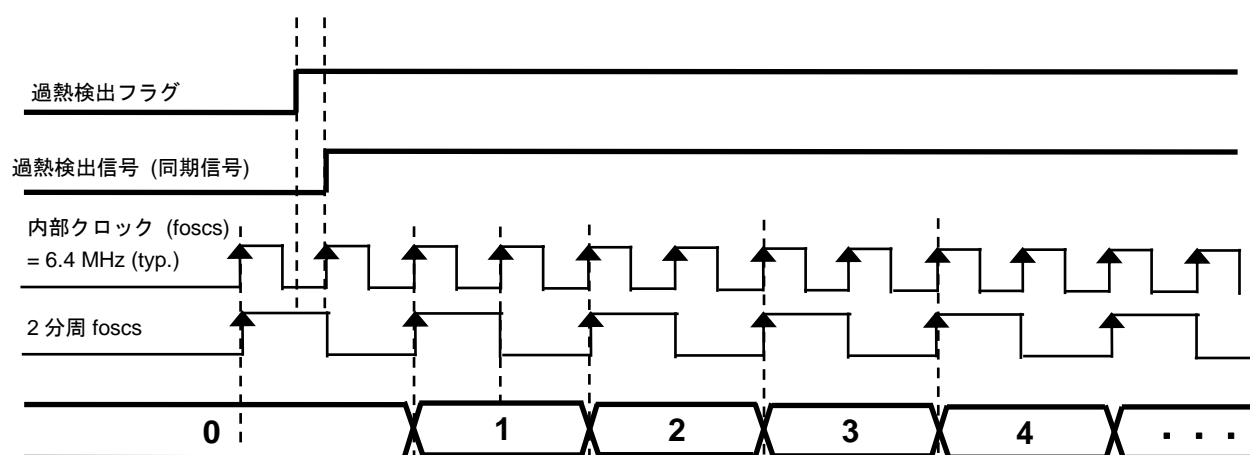 過熱検出フラグ
過熱検出信号 (同期信号)
内部クロック (foscs)
= 6.4 MHz (typ.)
2 分周 foscs
0 1 2 3 4 ・・・